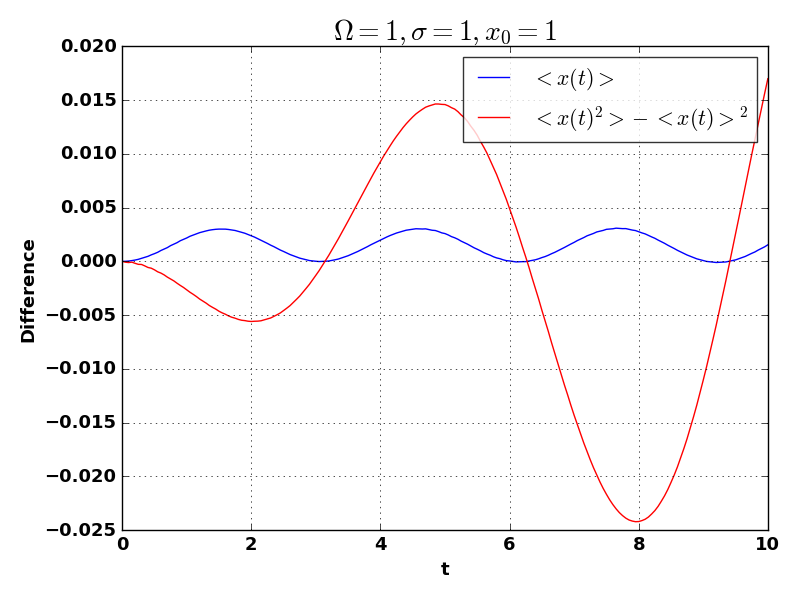 Ω = 1, σ = 1, x₀ = 1
0.020
0.015
0.010
0.005
0.000
−0.005
−0.010
−0.015
−0.020
−0.025
Difference
< x(t) >
< x(t)² > − < x(t) >²
0 2 4 6 8 10
t